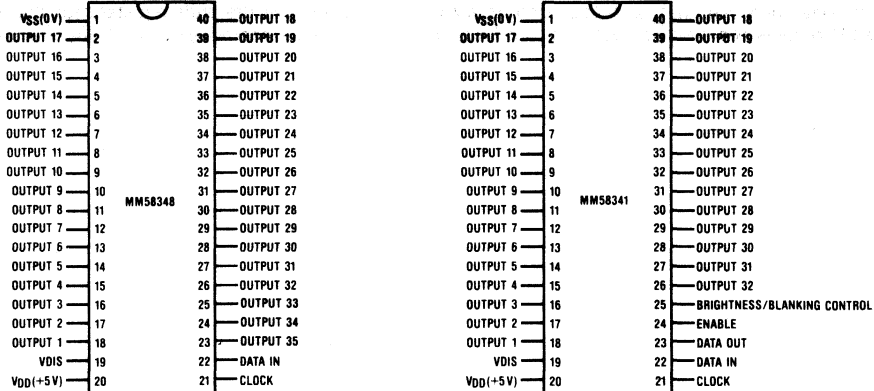 VSS(0V) 1 40 OUTPUT 18
OUTPUT 17 2 39 OUTPUT 19
OUTPUT 16 3 38 OUTPUT 20
OUTPUT 15 4 37 OUTPUT 21
OUTPUT 14 5 36 OUTPUT 22
OUTPUT 13 6 35 OUTPUT 23
OUTPUT 12 7 34 OUTPUT 24
OUTPUT 11 8 33 OUTPUT 25
OUTPUT 10 9 32 OUTPUT 26
OUTPUT 9 10 31 OUTPUT 27
MM58348
OUTPUT 8 11 30 OUTPUT 28
OUTPUT 7 12 29 OUTPUT 29
OUTPUT 6 13 28 OUTPUT 30
OUTPUT 5 14 27 OUTPUT 31
OUTPUT 4 15 26 OUTPUT 32
OUTPUT 3 16 25 OUTPUT 33
OUTPUT 2 17 24 OUTPUT 34
OUTPUT 1 18 23 OUTPUT 35
VDIS 19 22 DATA IN
VDD(+5V) 20 21 CLOCK
VSS(0V) 1 40 OUTPUT 18
OUTPUT 17 2 39 OUTPUT 19
OUTPUT 16 3 38 OUTPUT 20
OUTPUT 15 4 37 OUTPUT 21
OUTPUT 14 5 36 OUTPUT 22
OUTPUT 13 6 35 OUTPUT 23
OUTPUT 12 7 34 OUTPUT 24
OUTPUT 11 8 33 OUTPUT 25
OUTPUT 10 9 32 OUTPUT 26
OUTPUT 9 10 31 OUTPUT 27
MM58341
OUTPUT 8 11 30 OUTPUT 28
OUTPUT 7 12 29 OUTPUT 29
OUTPUT 6 13 28 OUTPUT 30
OUTPUT 5 14 27 OUTPUT 31
OUTPUT 4 15 26 OUTPUT 32
OUTPUT 3 16 25 BRIGHTNESS/BLANKING CONTROL
OUTPUT 2 17 24 ENABLE
OUTPUT 1 18 23 DATA OUT
VDIS 19 22 DATA IN
VDD(+5V) 20 21 CLOCK